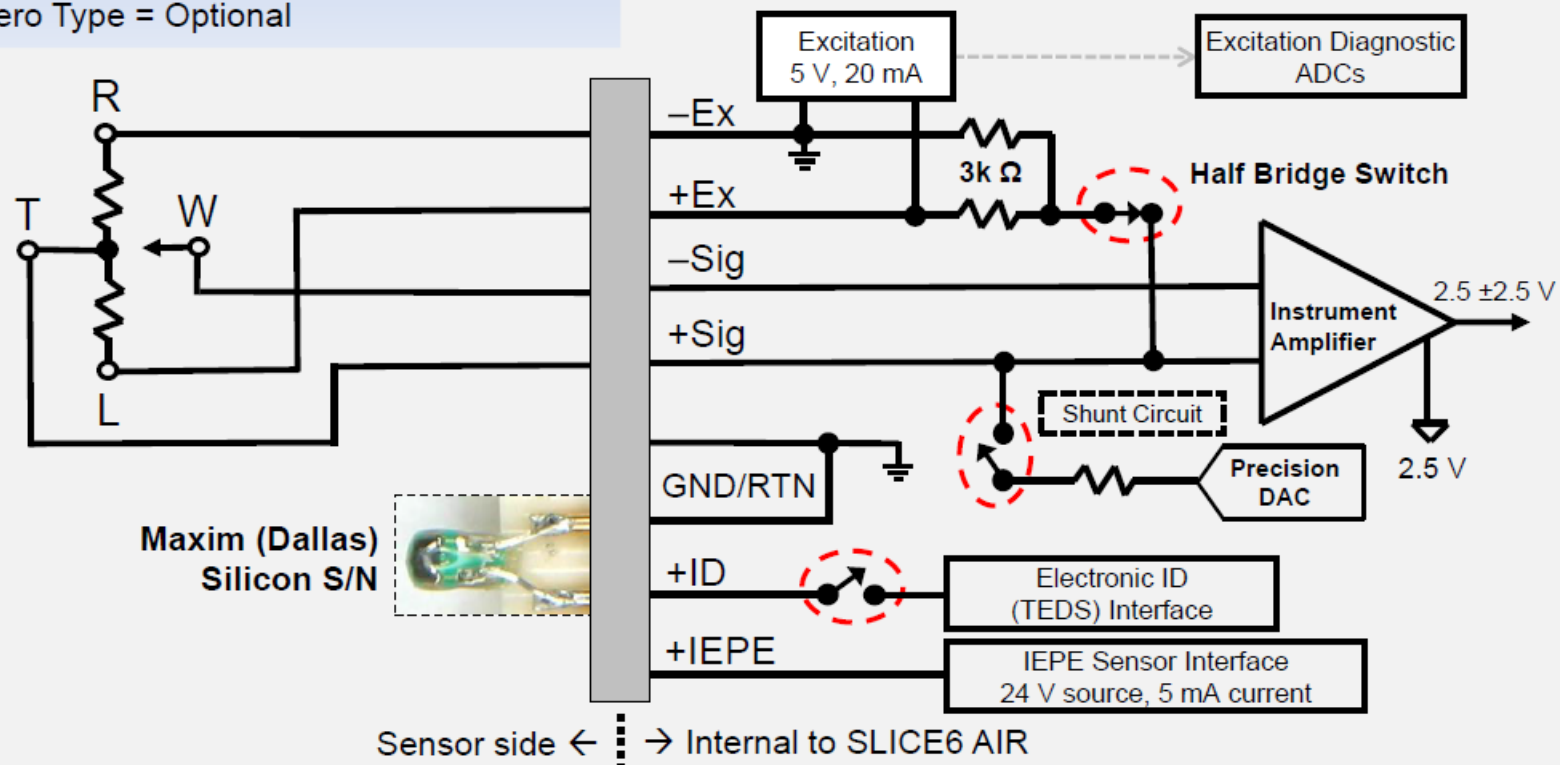 ero Type = Optional
Excitation
5 V, 20 mA
Excitation Diagnostic
ADCs
R
–Ex
3k Ω
Half Bridge Switch
T
W
+Ex
–Sig
2.5 ±2.5 V
Instrument
Amplifier
+Sig
L
Shunt Circuit
GND/RTN
Precision
DAC
2.5 V
Maxim (Dallas)
Silicon S/N
+ID
Electronic ID
(TEDS) Interface
+IEPE
IEPE Sensor Interface
24 V source, 5 mA current
Sensor side ← → Internal to SLICE6 AIR